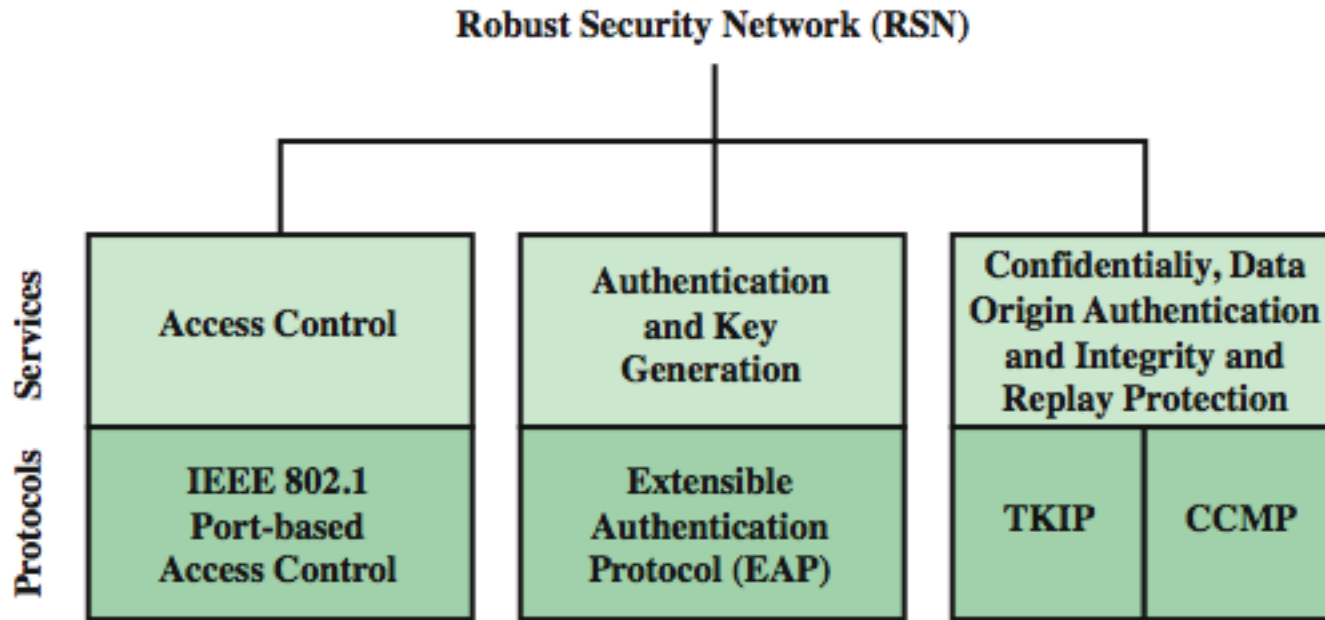 Robust Security Network (RSN)
Services
Access Control
Authentication
and Key
Generation
Confidentialiy, Data
Origin Authentication
and Integrity and
Replay Protection
Protocols
IEEE 802.1
Port-based
Access Control
Extensible
Authentication
Protocol (EAP)
TKIP
CCMP